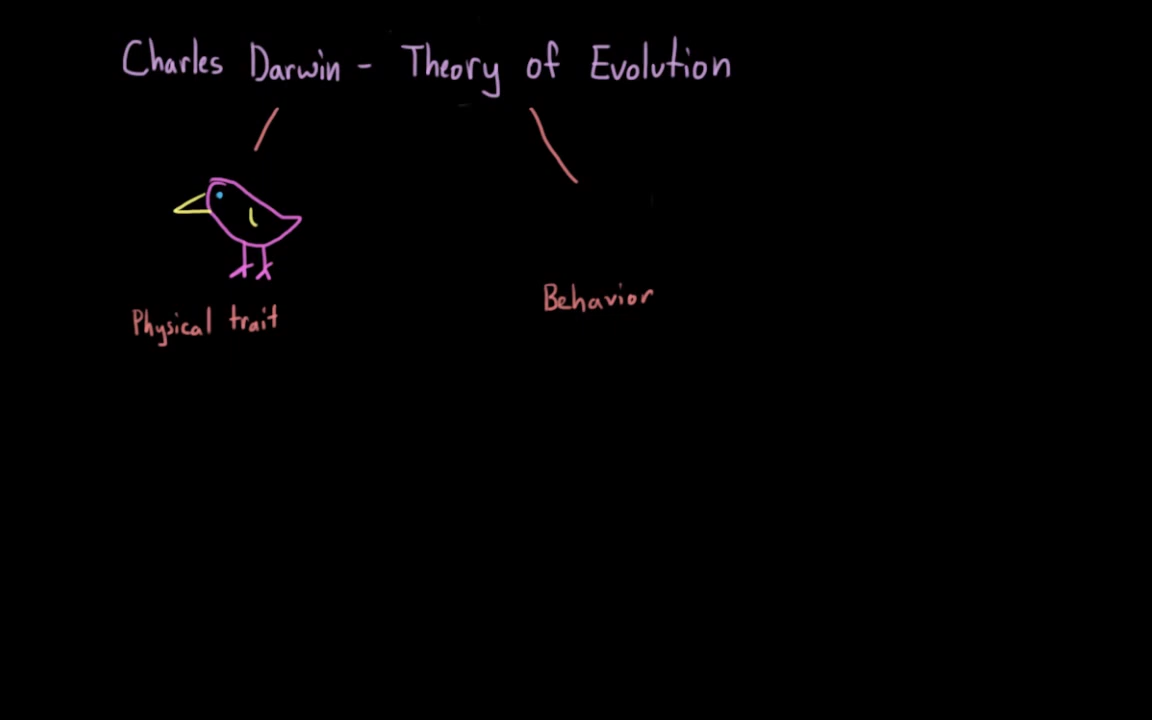 Charles Darwin - Theory of Evolution
Physical trait
Behavior